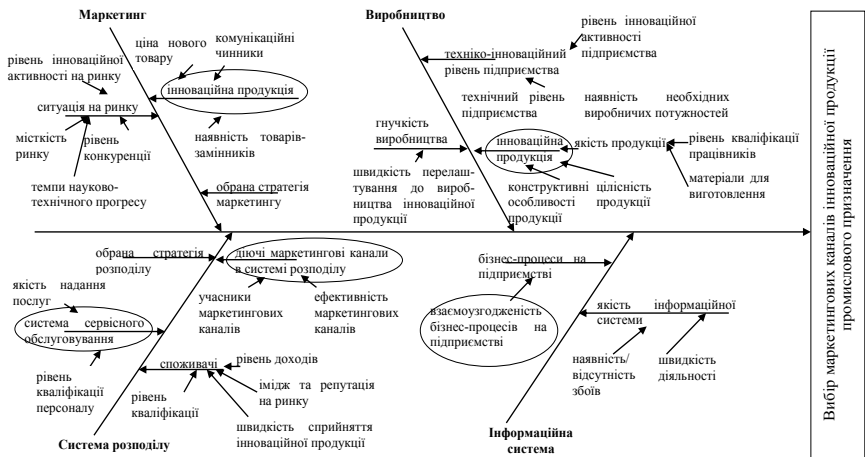 Маркетинг
ціна нового
товару
комунікаційні
чинники
рівень інноваційної
активності на ринку
інноваційна продукція
ситуація на ринку
місткість
ринку
рівень
конкуренції
наявність товарів-
замінників
темпи науково-
технічного прогресу
обрана стратегія
маркетингу
Виробництво
рівень інноваційної
активності
підприємства
техніко-інноваційний
рівень підприємства
технічний рівень
підприємства
наявність необхідних
виробничих потужностей
гнучкість
виробництва
інноваційна
продукція
якість продукції
рівень кваліфікації
працівників
швидкість перелаш-
тування до вироб-
ництва інноваційної
продукції
конструктивні
особливості
продукції
цілісність
продукції
матеріали для
виготовлення
Вибір маркетингових каналів інноваційної продукції
промислового призначення
обрана стратегія
розподілу
діючі маркетингові канали
в системі розподілу
якість надання
послуг
учасники
маркетингових
каналів
ефективність
маркетингових
каналів
система сервісного
обслуговування
споживачі
рівень доходів
рівень
кваліфікації
персоналу
рівень
кваліфікації
імідж та репутація
на ринку
швидкість сприйняття
інноваційної продукції
Система розподілу
бізнес-процеси на
підприємстві
взаємоузгодженість
бізнес-процесів на
підприємстві
якість інформаційної
системи
наявність/
відсутність
збоїв
швидкість
діяльності
Інформаційна
система